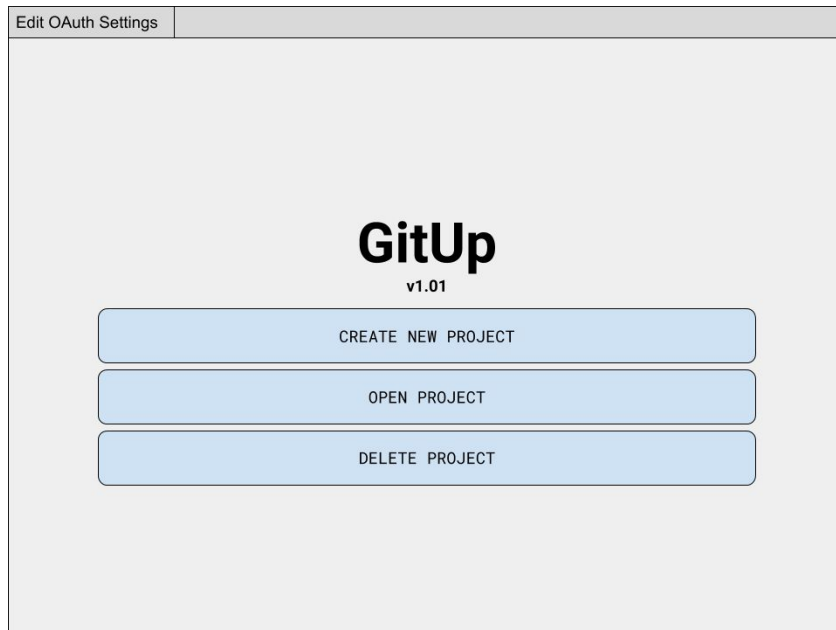 Edit OAuth Settings
GitUp
v1.01
CREATE NEW PROJECT
OPEN PROJECT
DELETE PROJECT